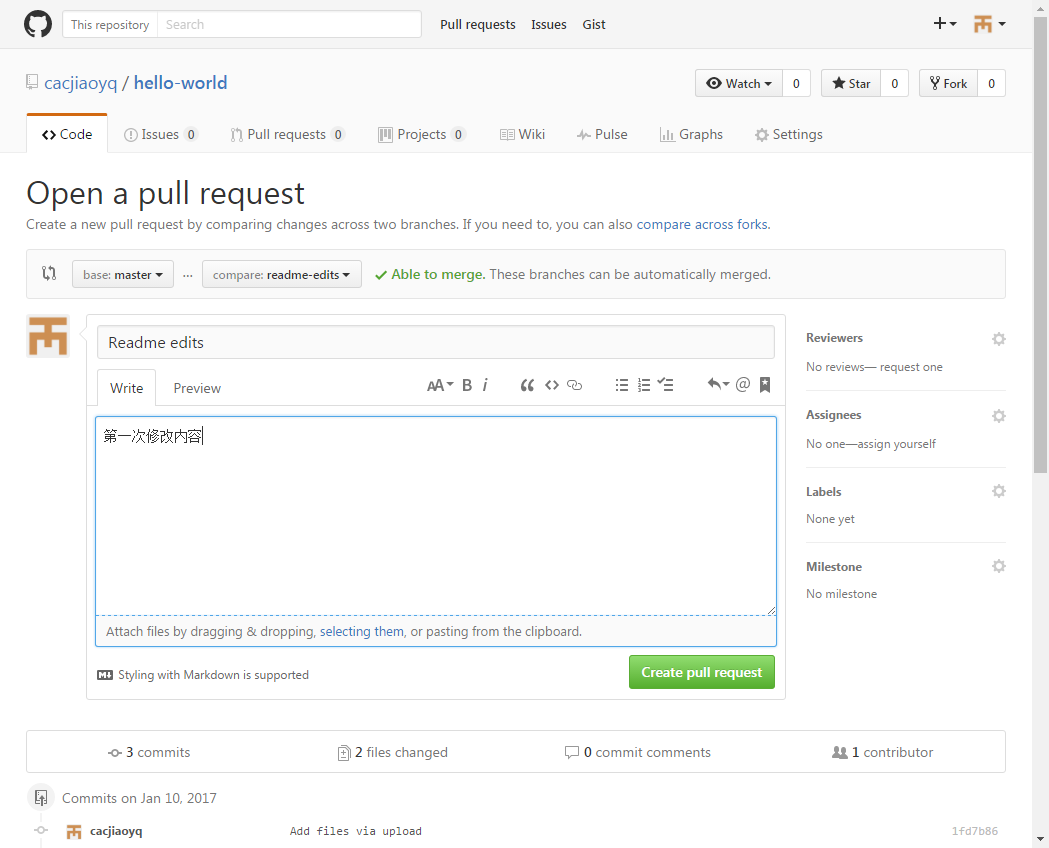 This repository Search Pull requests Issues Gist
cacjiaoyq / hello-world Watch 0 Star 0 Fork 0
Code Issues 0 Pull requests 0 Projects 0 Wiki Pulse Graphs Settings
Open a pull request
Create a new pull request by comparing changes across two branches. If you need to, you can also compare across forks.
base: master ... compare: readme-edits Able to merge. These branches can be automatically merged.
Readme edits
Write Preview AA B i “ <> @
第一次修改内容
Attach files by dragging & dropping, selecting them, or pasting from the clipboard.
Styling with Markdown is supported Create pull request
Reviewers
No reviews— request one
Assignees
No one—assign yourself
Labels
None yet
Milestone
No milestone
3 commits 2 files changed 0 commit comments 1 contributor
Commits on Jan 10, 2017
cacjiaoyq Add files via upload 1fd7b86